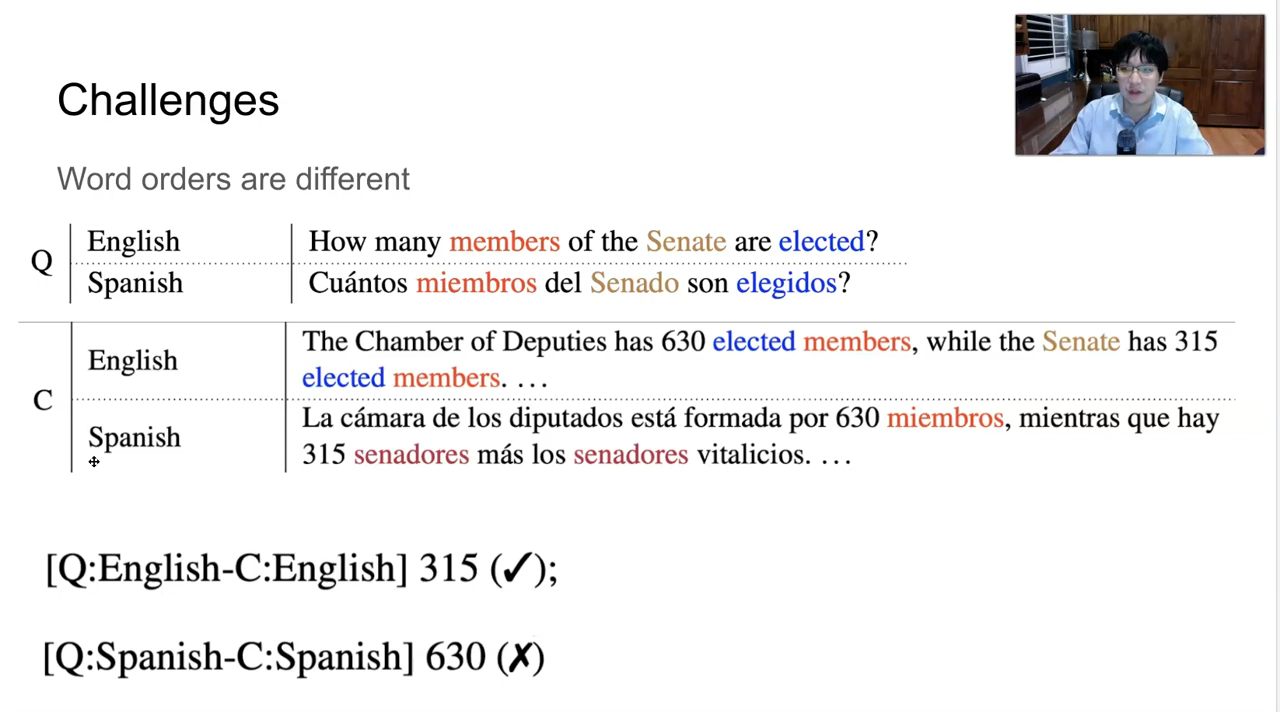 Challenges
Word orders are different
Q
English
How many members of the Senate are elected?
Spanish
Cuántos miembros del Senado son elegidos?
C
English
The Chamber of Deputies has 630 elected members, while the Senate has 315
elected members. ...
Spanish
La cámara de los diputados está formada por 630 miembros, mientras que hay
315 senadores más los senadores vitalicios. ...
[Q:English-C:English] 315 (✓);
[Q:Spanish-C:Spanish] 630 (✗)